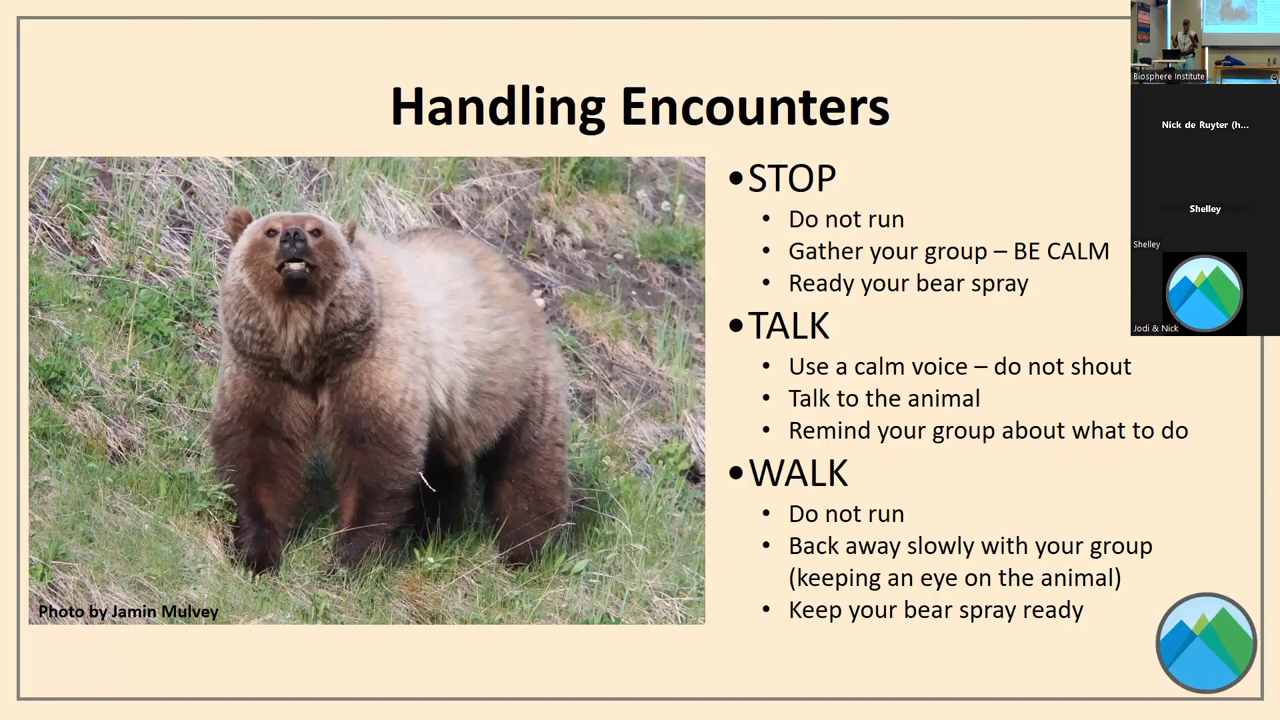 Handling Encounters
•STOP
• Do not run
• Gather your group – BE CALM
• Ready your bear spray
•TALK
• Use a calm voice – do not shout
• Talk to the animal
• Remind your group about what to do
•WALK
• Do not run
• Back away slowly with your group
(keeping an eye on the animal)
• Keep your bear spray ready
Photo by Jamin Mulvey
Biosphere Institute
Nick de Ruyter (h...
Shelley
Shelley
Jodi & Nick